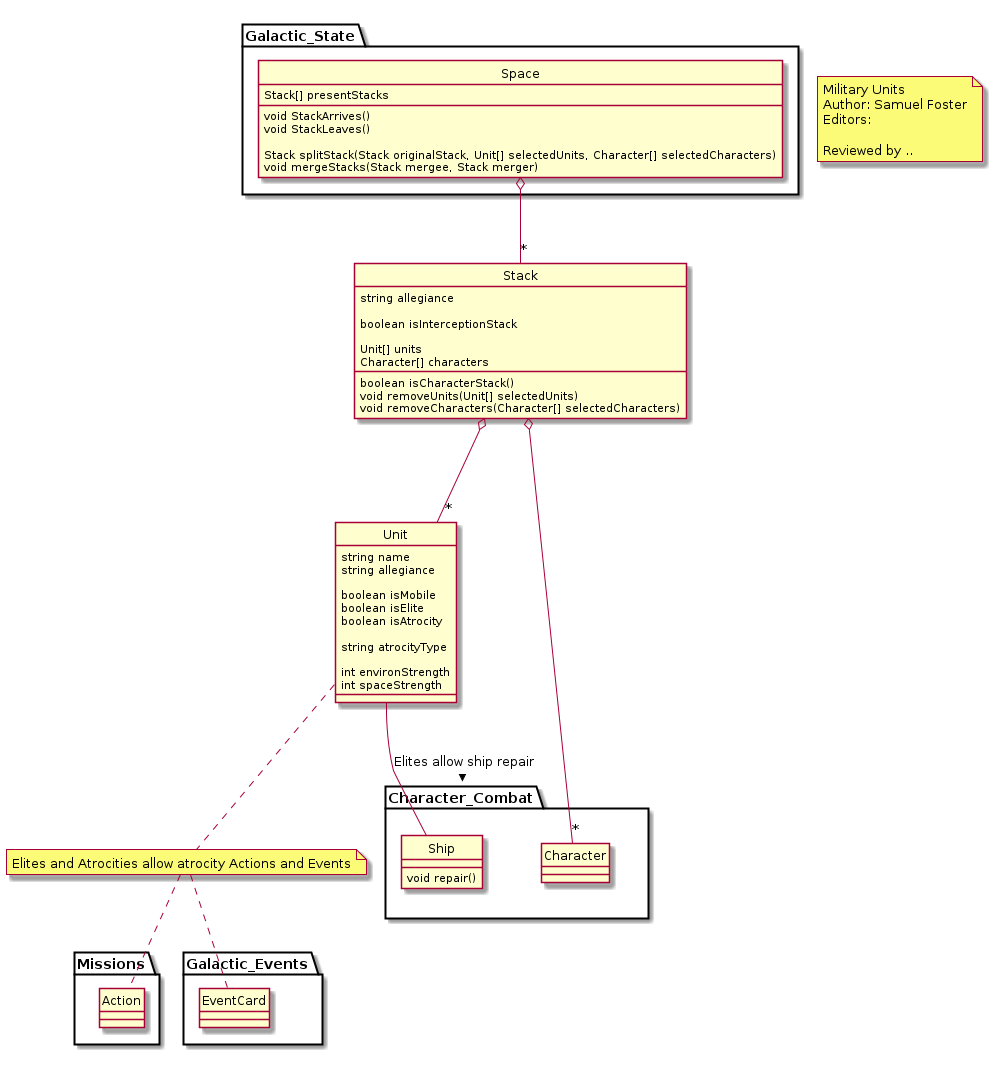 Galactic_State
Space
Stack[] presentStacks
void StackArrives()
void StackLeaves()
Stack splitStack(Stack originalStack, Unit[] selectedUnits, Character[] selectedCharacters)
void mergeStacks(Stack mergee, Stack merger)
Military Units
Author: Samuel Foster
Editors:
Reviewed by ..
*
Stack
string allegiance
boolean isInterceptionStack
Unit[] units
Character[] characters
boolean isCharacterStack()
void removeUnits(Unit[] selectedUnits)
void removeCharacters(Character[] selectedCharacters)
*
Unit
string name
string allegiance
boolean isMobile
boolean isElite
boolean isAtrocity
string atrocityType
int environStrength
int spaceStrength
Elites allow ship repair
Character_Combat
*
Ship
void repair()
Character
Elites and Atrocities allow atrocity Actions and Events
Missions
Action
Galactic_Events
EventCard